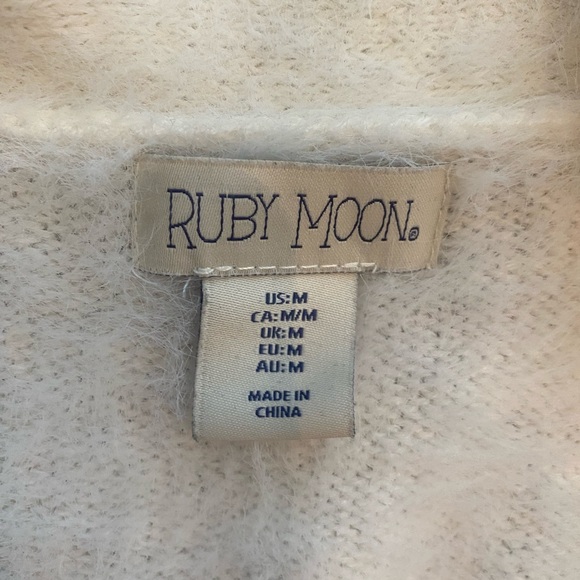 RUBY MOON®
US:M
CA:M/M
UK:M
EU:M
AU:M
MADE IN
CHINA